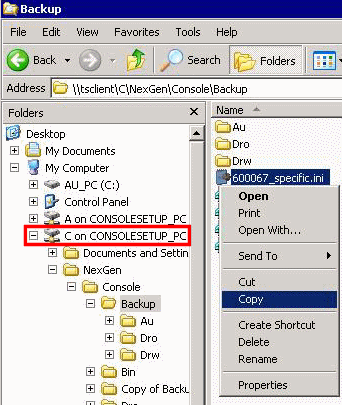 Backup
File Edit View Favorites Tools Help
Back Search Folders
Address \\tsclient\C\NexGen\Console\Backup
Folders
Name
Desktop
My Documents
My Computer
AU_PC (C:)
Control Panel
A on CONSOLESETUP_PC
C on CONSOLESETUP_PC
Documents and Settin
NexGen
Console
Backup
Au
Dro
Drw
Bin
Copy of Backu
Au
Dro
Drw
600067_specific.ini
Open
Print
Open With...
Send To
Cut
Copy
Create Shortcut
Delete
Rename
Properties